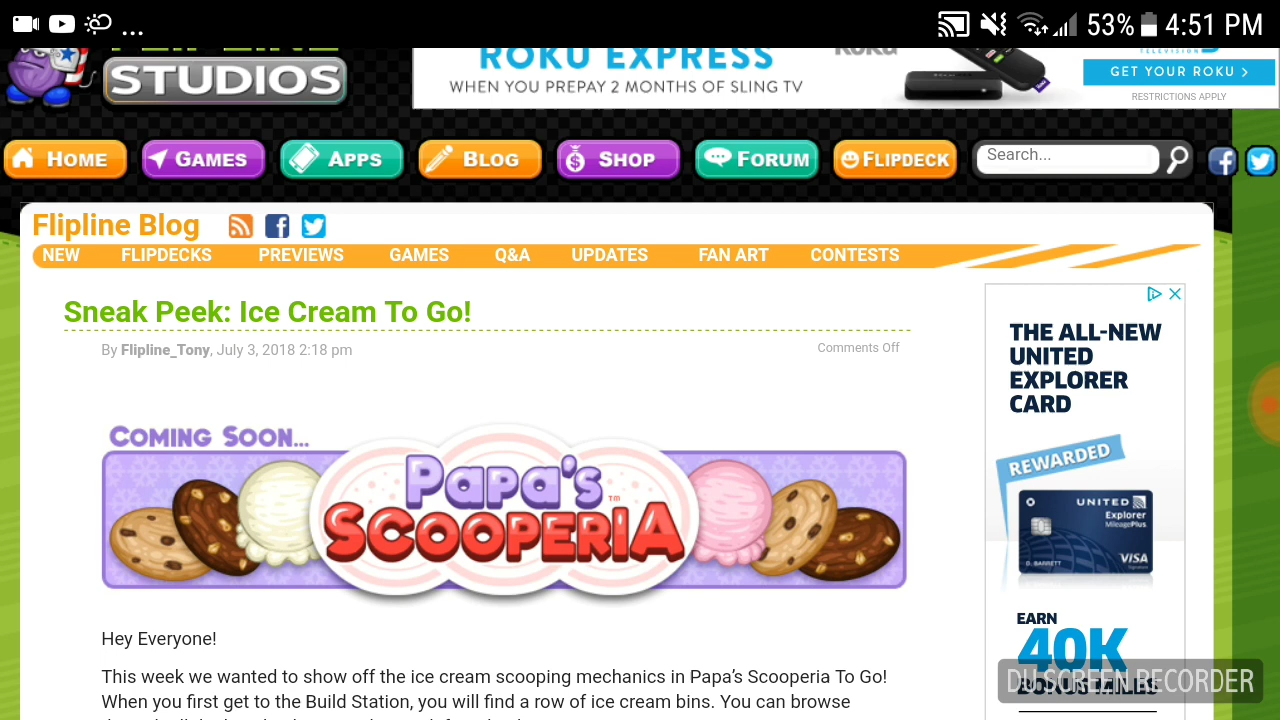 ... 53% 4:51 PM
STUDIOS
ROKU EXPRESS
WHEN YOU PREPAY 2 MONTHS OF SLING TV
GET YOUR ROKU >
RESTRICTIONS APPLY
HOME GAMES APPS BLOG SHOP FORUM FLIPDECK Search...
Flipline Blog
NEW FLIPDECKS PREVIEWS GAMES Q&A UPDATES FAN ART CONTESTS
Sneak Peek: Ice Cream To Go!
By Flipline_Tony, July 3, 2018 2:18 pm
Comments Off
COMING SOON...
Papa's
SCOOPERIA™
Hey Everyone!
This week we wanted to show off the ice cream scooping mechanics in Papa's Scooperia To Go!
When you first get to the Build Station, you will find a row of ice cream bins. You can browse
THE ALL-NEW
UNITED
EXPLORER
CARD
REWARDED
UNITED
Explorer
MileagePlus
D. BARRETT
VISA
Signature
EARN
40K
DU SCREEN RECORDER